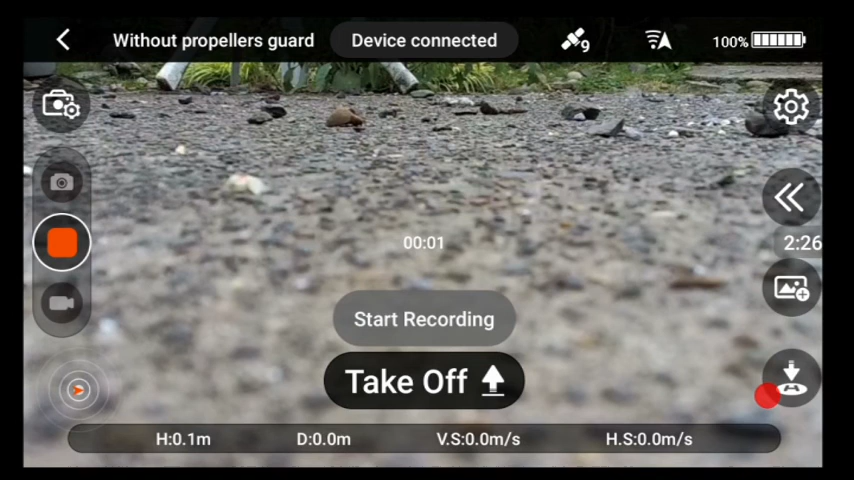 Without propellers guard
Device connected
9
100%
00:01
2:26
Start Recording
Take Off
H:0.1m
D:0.0m
V.S:0.0m/s
H.S:0.0m/s